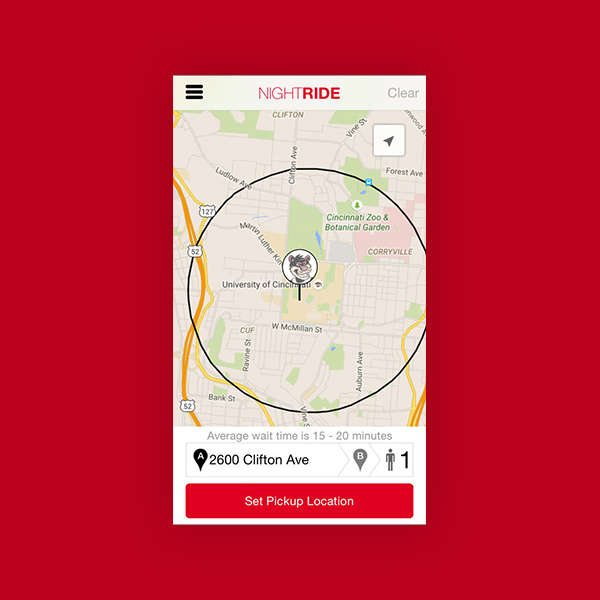 NIGHTRIDE
Clear
CLIFTON
Vine St
Clifton Ave
Forest Ave
Ludlow Ave
127
Cincinnati Zoo &
Botanical Garden
52
Martin Luther King
CORRYVILLE
University of Cincinnati
W McMillan St
CUF
Ravine St
Auburn Ave
Bank St
52
Vine St
Average wait time is 15 - 20 minutes
A
2600 Clifton Ave
B
1
Set Pickup Location